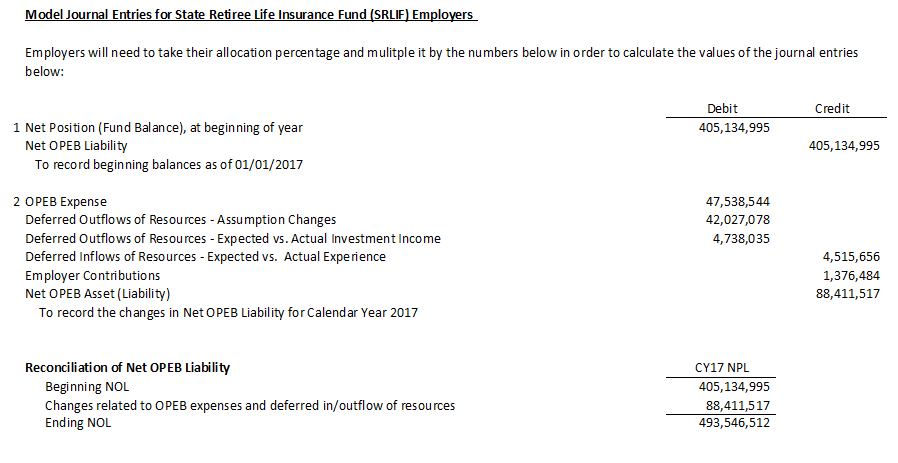 Model Journal Entries for State Retiree Life Insurance Fund (SRLIF) Employers
Employers will need to take their allocation percentage and mulitple it by the numbers below in order to calculate the values of the journal entries
below:
Debit Credit
1 Net Position (Fund Balance), at beginning of year 405,134,995
Net OPEB Liability 405,134,995
To record beginning balances as of 01/01/2017
2 OPEB Expense 47,538,544
Deferred Outflows of Resources - Assumption Changes 42,027,078
Deferred Outflows of Resources - Expected vs. Actual Investment Income 4,738,035
Deferred Inflows of Resources - Expected vs. Actual Experience 4,515,656
Employer Contributions 1,376,484
Net OPEB Asset (Liability) 88,411,517
To record the changes in Net OPEB Liability for Calendar Year 2017
Reconciliation of Net OPEB Liability CY17 NPL
Beginning NOL 405,134,995
Changes related to OPEB expenses and deferred in/outflow of resources 88,411,517
Ending NOL 493,546,512